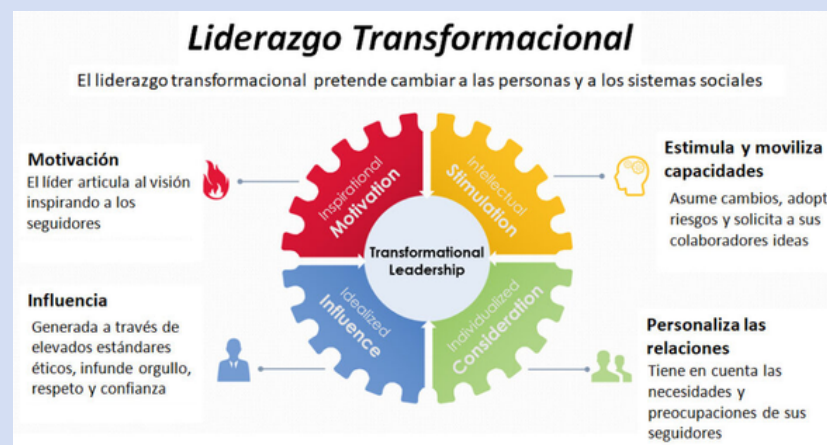 Liderazgo Transformacional
El liderazgo transformacional pretende cambiar a las personas y a los sistemas sociales
Motivación
El líder articula al visión
inspirando a los
seguidores
Inspirational
Motivation
Intellectual
Stimulation
Estimula y moviliza
capacidades
Asume cambios, adopt
riesgos y solicita a sus
colaboradores ideas
Transformational
Leadership
Influencia
Generada a través de
elevados estándares
éticos, infunde orgullo,
respeto y confianza
Idealized
Influence
Individualized
Consideration
Personaliza las
relaciones
Tiene en cuenta las
necesidades y
preocupaciones de sus
seguidores